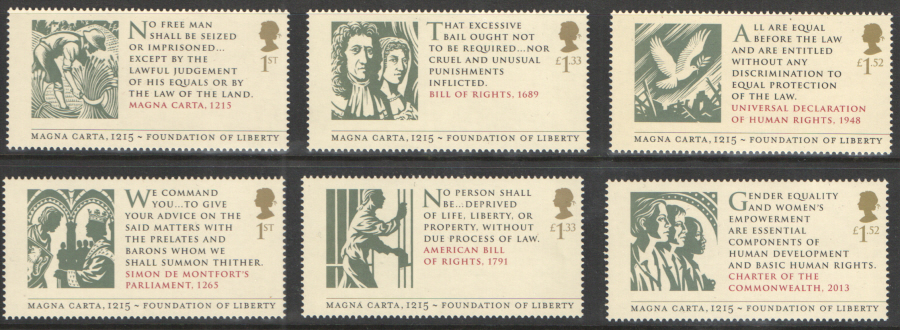 NO FREE MAN
SHALL BE SEIZED
OR IMPRISONED...
EXCEPT BY THE
LAWFUL JUDGEMENT
OF HIS EQUALS OR BY
THE LAW OF THE LAND.
MAGNA CARTA, 1215
1ST
MAGNA CARTA, 1215 ~ FOUNDATION OF LIBERTY
THAT EXCESSIVE
BAIL OUGHT NOT
TO BE REQUIRED...NOR
CRUEL AND UNUSUAL
PUNISHMENTS
INFLICTED.
BILL OF RIGHTS, 1689
£1.33
MAGNA CARTA, 1215 ~ FOUNDATION OF LIBERTY
ALL ARE EQUAL
BEFORE THE LAW
AND ARE ENTITLED
WITHOUT ANY
DISCRIMINATION TO
EQUAL PROTECTION
OF THE LAW.
UNIVERSAL DECLARATION
OF HUMAN RIGHTS, 1948
£1.52
MAGNA CARTA, 1215 ~ FOUNDATION OF LIBERTY
WE COMMAND
YOU...TO GIVE
YOUR ADVICE ON THE
SAID MATTERS WITH
THE PRELATES AND
BARONS WHOM WE
SHALL SUMMON THITHER.
SIMON DE MONTFORT'S
PARLIAMENT, 1265
1ST
MAGNA CARTA, 1215 ~ FOUNDATION OF LIBERTY
NO PERSON SHALL
BE...DEPRIVED
OF LIFE, LIBERTY, OR
PROPERTY, WITHOUT
DUE PROCESS OF LAW.
AMERICAN BILL
OF RIGHTS, 1791
£1.33
MAGNA CARTA, 1215 ~ FOUNDATION OF LIBERTY
GENDER EQUALITY
AND WOMEN'S
EMPOWERMENT
ARE ESSENTIAL
COMPONENTS OF
HUMAN DEVELOPMENT
AND BASIC HUMAN RIGHTS.
CHARTER OF THE
COMMONWEALTH, 2013
£1.52
MAGNA CARTA, 1215 ~ FOUNDATION OF LIBERTY